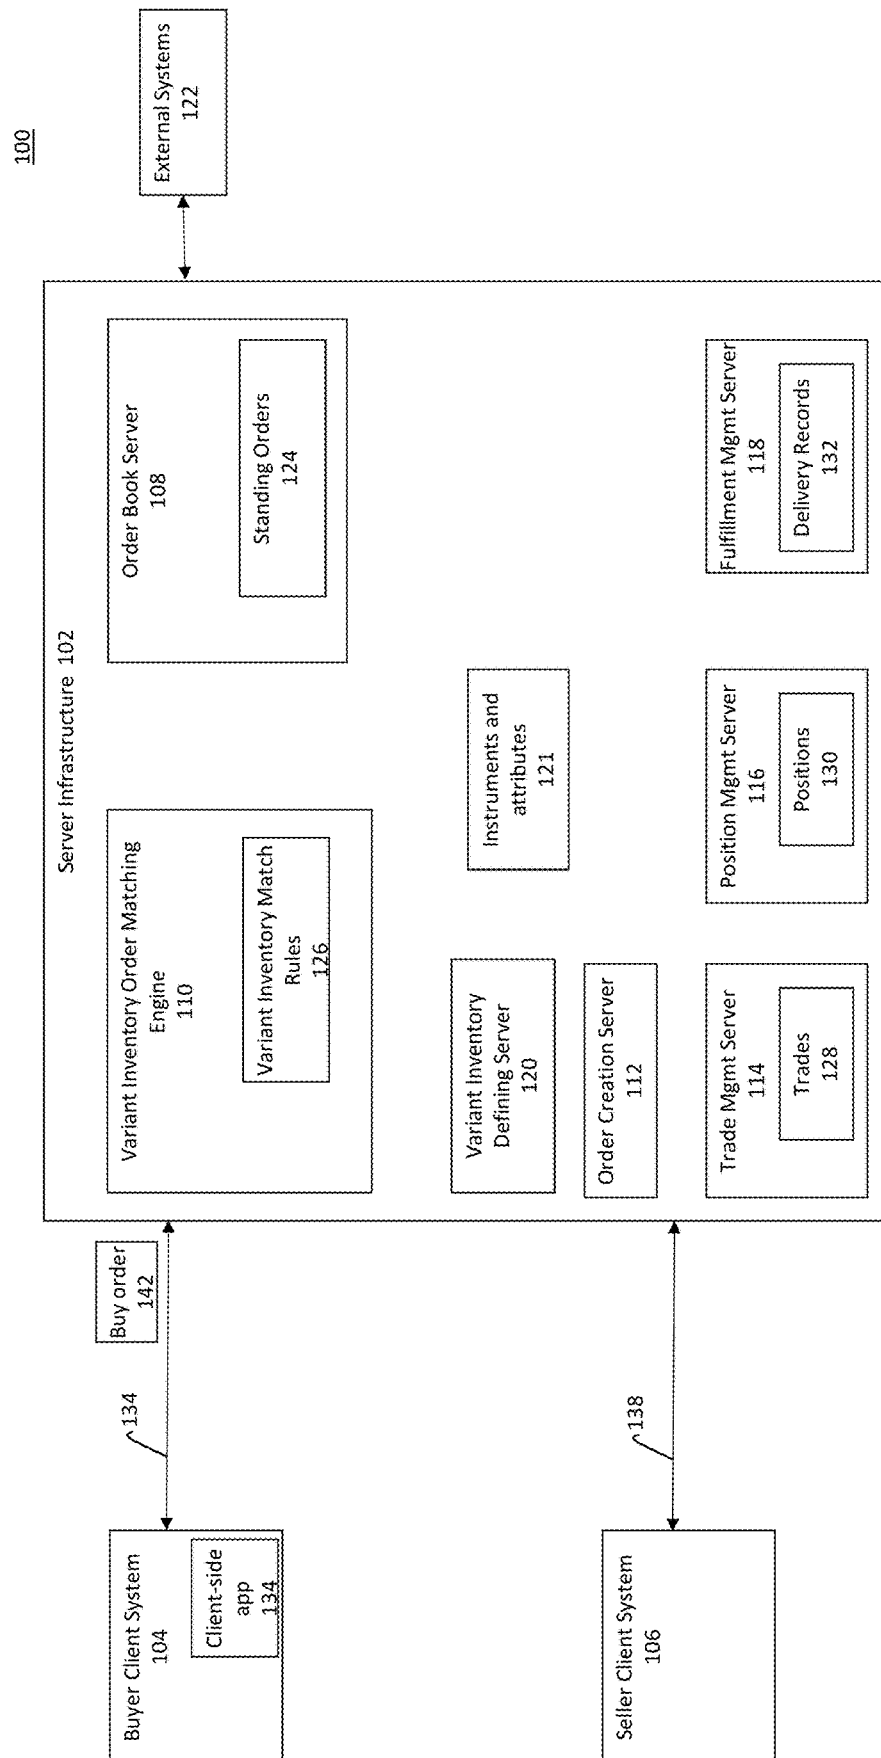 100
Server Infrastructure 102
External Systems
122
Variant Inventory Order Matching
Engine
110
Variant Inventory Match
Rules
126
Order Book Server
108
Standing Orders
124
Buyer Client System
104
Client-side
app
134
134
Buy order
142
Variant Inventory
Defining Server
120
Instruments and
attributes
121
Order Creation Server
112
Seller Client System
106
138
Trade Mgmt Server
114
Trades
128
Position Mgmt Server
116
Positions
130
Fulfillment Mgmt Server
118
Delivery Records
132